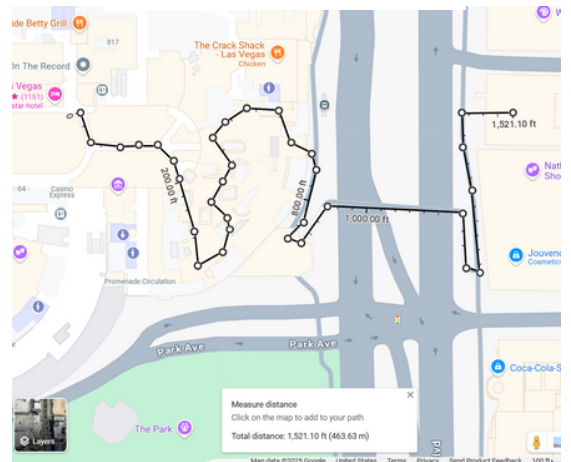 ide Betty Grill
817
On The Record
Vegas
(1151)
star hotel
The Crack Shack
- Las Vegas
Chicken
W
0
200.00 ft
800.00 ft
1,000.00 ft
1,521.10 ft
64
Casino
Express
Promenade Circulation
Nath
Sho
Jouvenc
Cosmetics
Park Ave
Park Ave
Coca-Cola-S
The Park
Layers
Measure distance
Click on the map to add to your path
Total distance: 1,521.10 ft (463.63 m)
Map data ©2025 Google United States Terms Privacy Send Product Feedback 100 ft